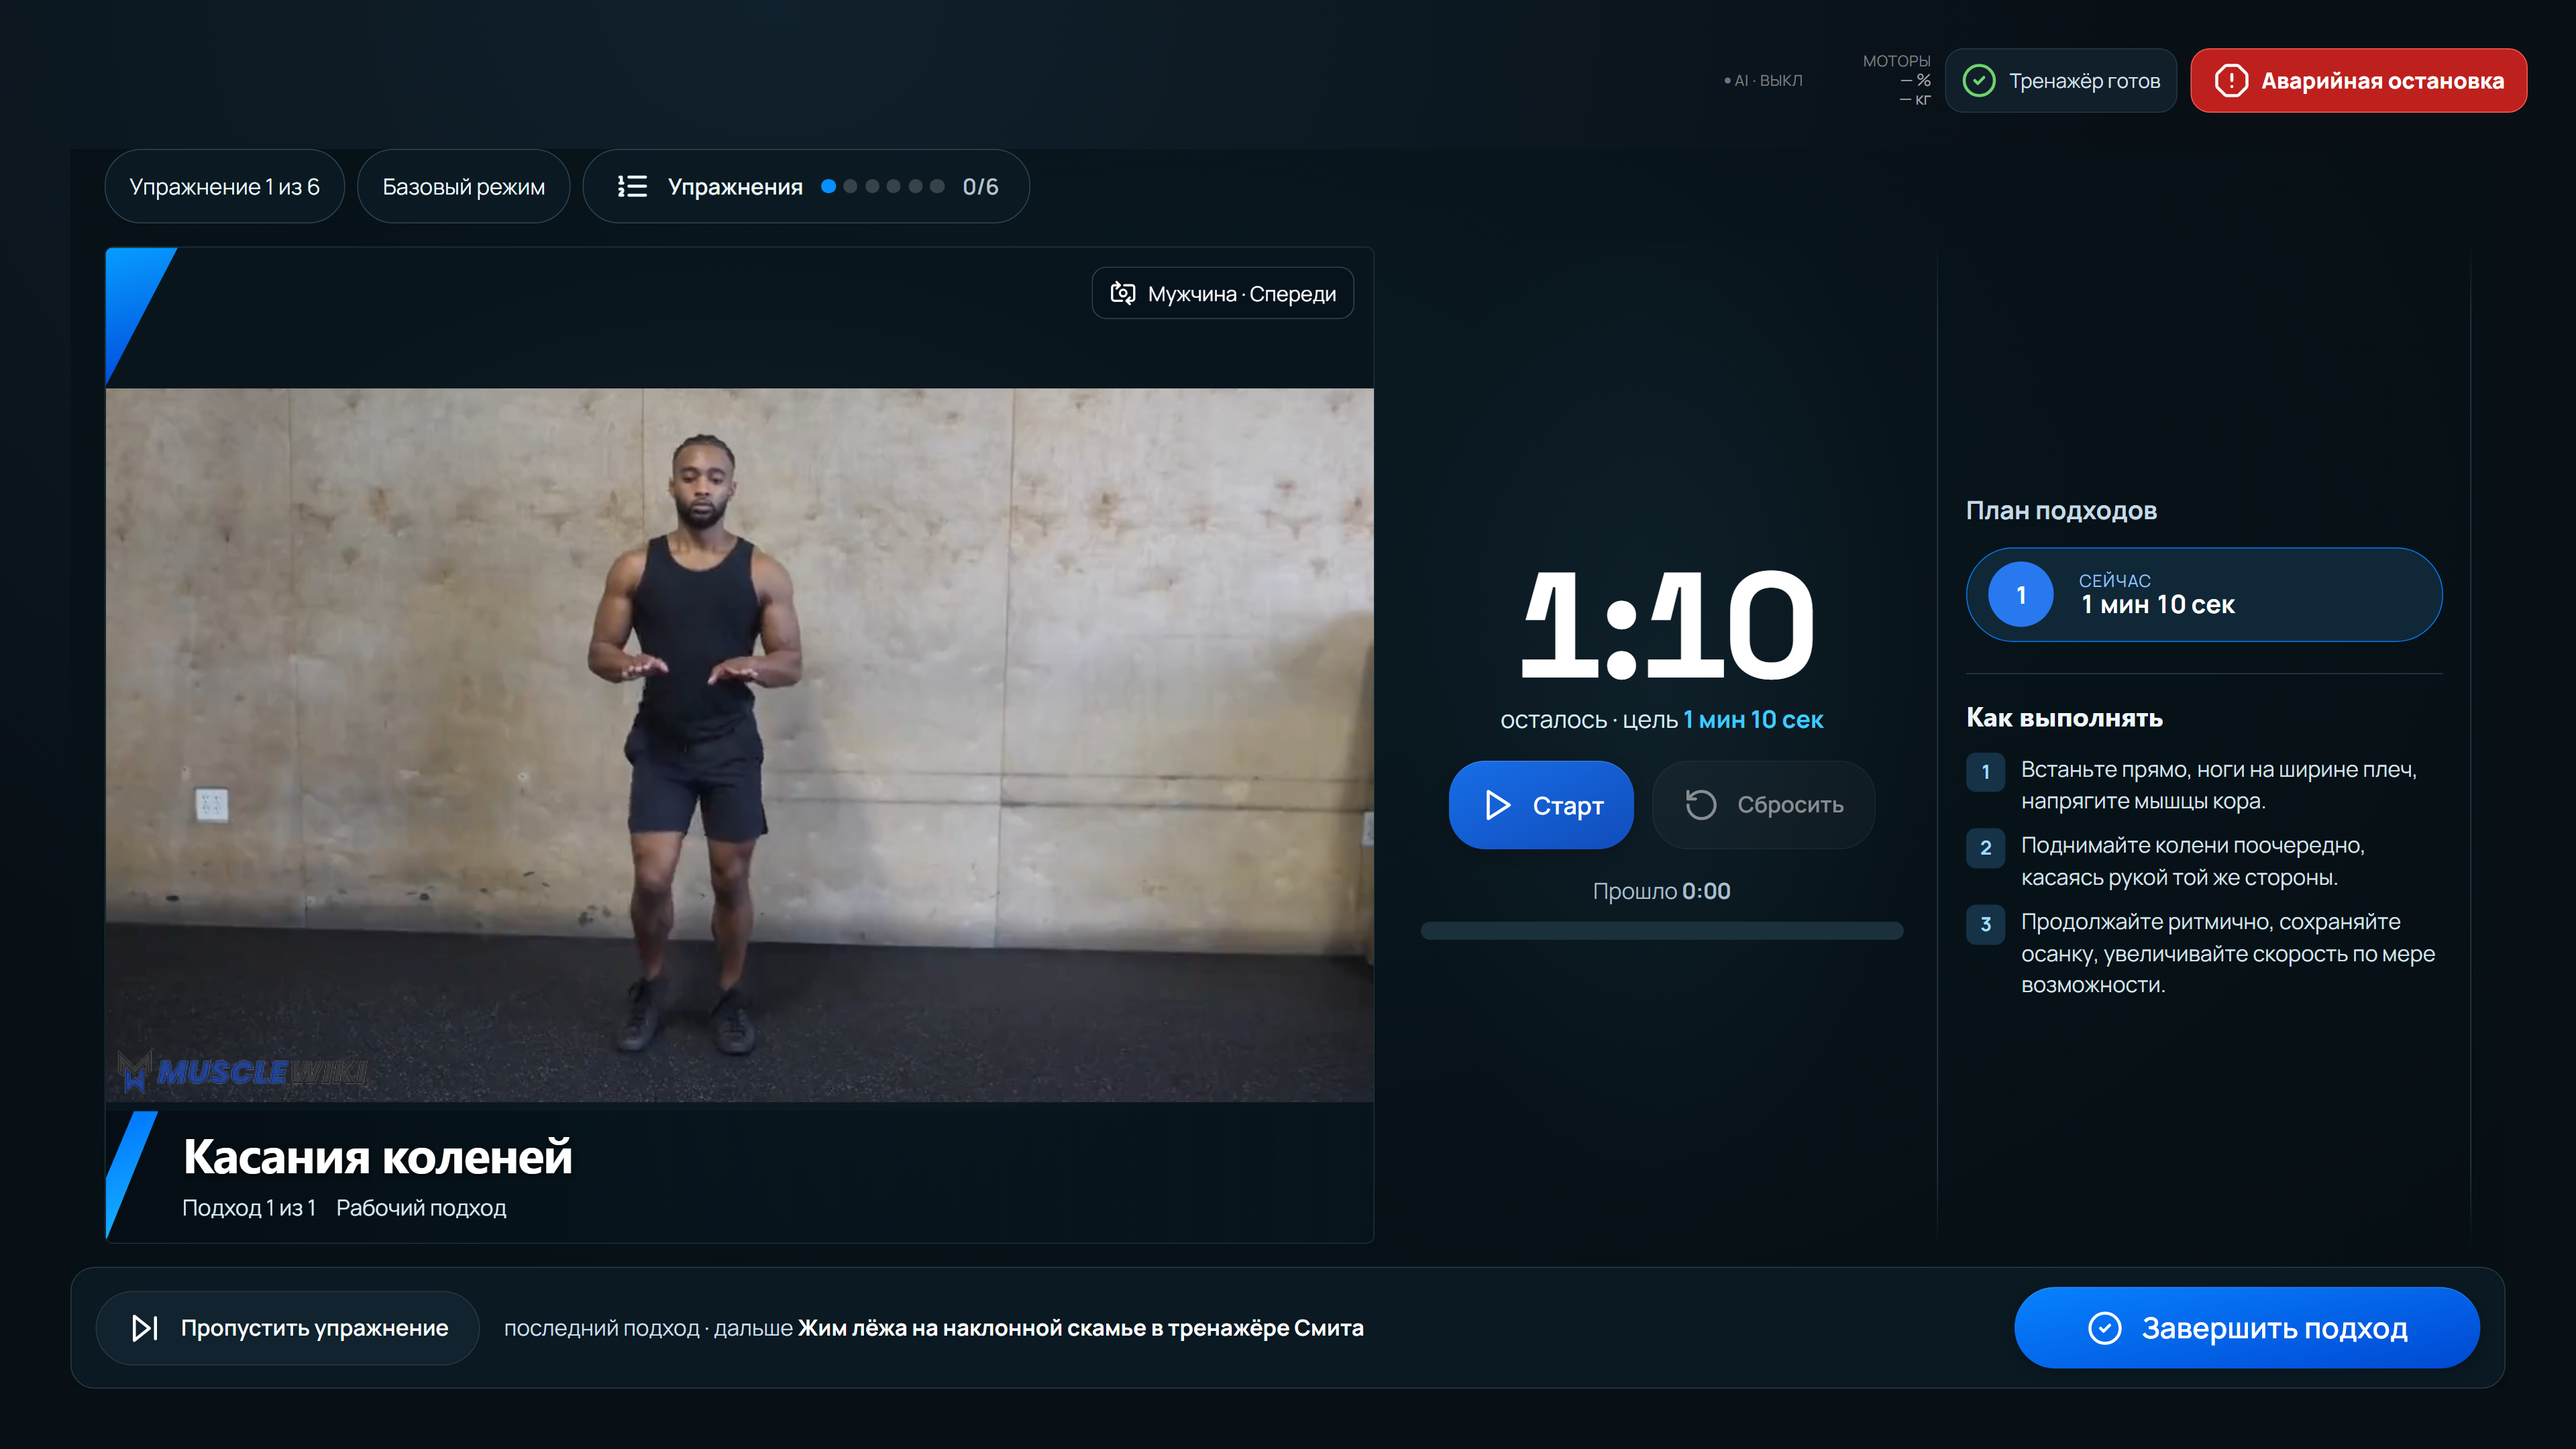 • AI · ВЫКЛ
МОТОРЫ
— %
— кг
Тренажёр готов
Аварийная остановка
Упражнение 1 из 6
Базовый режим
Упражнения
0/6
Мужчина · Спереди
MUSCLEWIKI
Касания коленей
Подход 1 из 1 Рабочий подход
1:10
осталось · цель 1 мин 10 сек
Старт
Сбросить
Прошло 0:00
План подходов
1
СЕЙЧАС
1 мин 10 сек
Как выполнять
1 Встаньте прямо, ноги на ширине плеч,
напрягите мышцы кора.
2 Поднимайте колени поочередно,
касаясь рукой той же стороны.
3 Продолжайте ритмично, сохраняйте
осанку, увеличивайте скорость по мере
возможности.
Пропустить упражнение
последний подход · дальше Жим лёжа на наклонной скамье в тренажёре Смита
Завершить подход